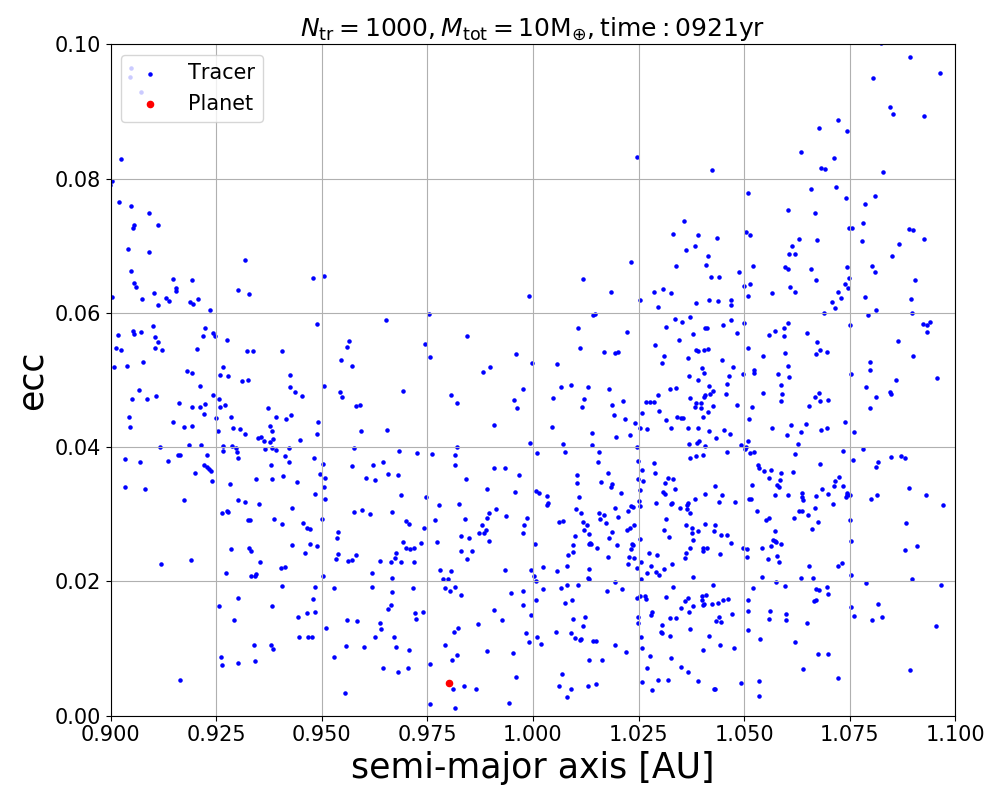 N_tr = 1000, M_tot = 10M_⊕, time : 0921yr
0.10
Tracer
Planet
0.08
0.06
ecc
0.04
0.02
0.00
0.900 0.925 0.950 0.975 1.000 1.025 1.050 1.075 1.100
semi-major axis [AU]